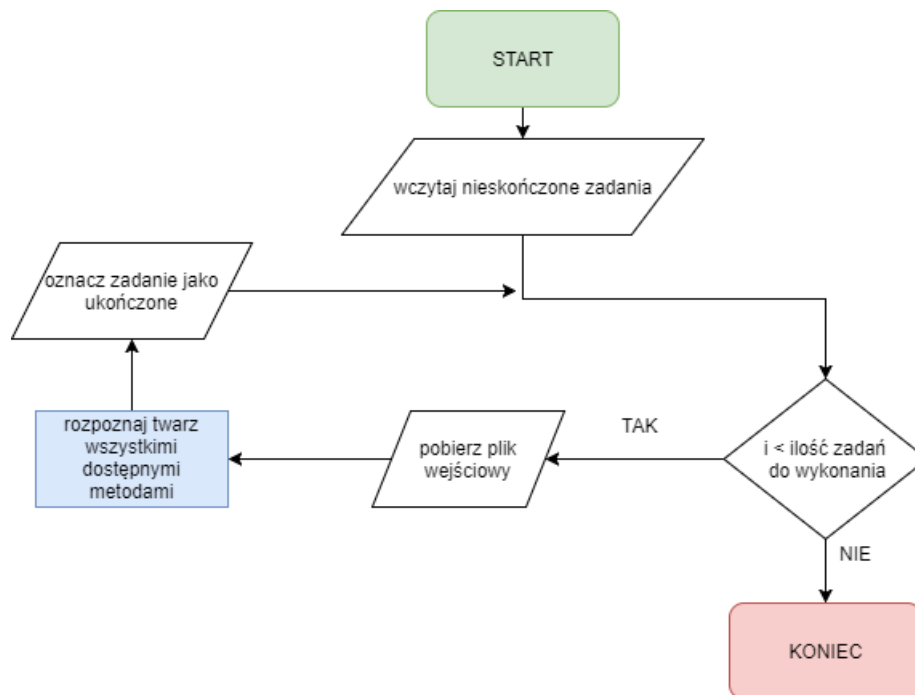 START
wczytaj nieskończone zadania
oznacz zadanie jako
ukończone
rozpoznaj twarz
wszystkimi
dostępnymi
metodami
pobierz plik
wejściowy
TAK
i < ilość zadań
do wykonania
NIE
KONIEC